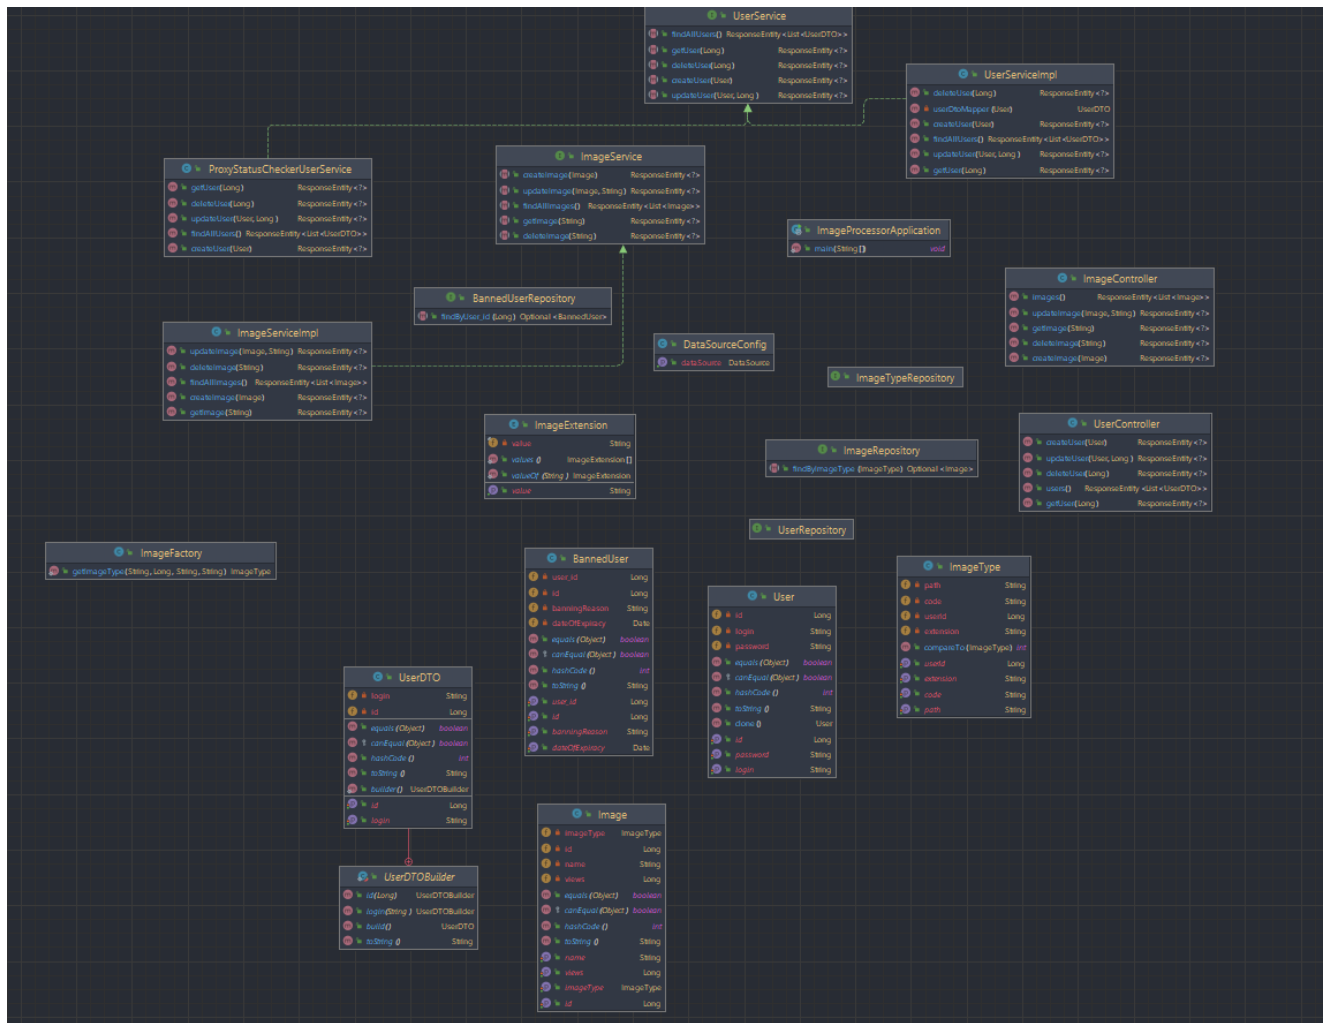 UserService
findAllUsers() ResponseEntity<List<UserDTO>>
getUser(Long) ResponseEntity<?>
deleteUser(Long) ResponseEntity<?>
createUser(User) ResponseEntity<?>
updateUser(User, Long) ResponseEntity<?>
UserServiceImpl
deleteUser(Long) ResponseEntity<?>
userDtoMapper(User) UserDTO
createUser(User) ResponseEntity<?>
findAllUsers() ResponseEntity<List<UserDTO>>
updateUser(User, Long) ResponseEntity<?>
getUser(Long) ResponseEntity<?>
ProxyStatusCheckerUserService
getUser(Long) ResponseEntity<?>
deleteUser(Long) ResponseEntity<?>
updateUser(User, Long) ResponseEntity<?>
findAllUsers() ResponseEntity<List<UserDTO>>
createUser(User) ResponseEntity<?>
ImageService
createImage(Image) ResponseEntity<?>
updateImage(Image, String) ResponseEntity<?>
findAllImages() ResponseEntity<List<Image>>
getImage(String) ResponseEntity<?>
deleteImage(String) ResponseEntity<?>
ImageProcessorApplication
main(String[]) void
ImageController
images() ResponseEntity<List<Image>>
updateImage(Image, String) ResponseEntity<?>
getImage(String) ResponseEntity<?>
deleteImage(String) ResponseEntity<?>
createImage(Image) ResponseEntity<?>
BannedUserRepository
findByUser_Id(Long) Optional<BannedUser>
ImageServiceImpl
updateImage(Image, String) ResponseEntity<?>
deleteImage(String) ResponseEntity<?>
findAllImages() ResponseEntity<List<Image>>
createImage(Image) ResponseEntity<?>
getImage(String) ResponseEntity<?>
DataSourceConfig
dataSource DataSource
ImageTypeRepository
ImageExtension
value String
values() ImageExtension[]
valueOf(String) ImageExtension
value String
UserController
createUser(User) ResponseEntity<?>
updateUser(User, Long) ResponseEntity<?>
deleteUser(Long) ResponseEntity<?>
users() ResponseEntity<List<UserDTO>>
getUser(Long) ResponseEntity<?>
ImageRepository
findByImageType(ImageType) Optional<Image>
UserRepository
ImageFactory
getImageType(String, Long, String, String) ImageType
BannedUser
user_id Long
id Long
banningReason String
dateOfExpiracy Date
equals(Object) boolean
canEqual(Object) boolean
hashCode() int
toString() String
user_id Long
id Long
banningReason String
dateOfExpiracy Date
User
id Long
login String
password String
equals(Object) boolean
canEqual(Object) boolean
hashCode() int
toString() String
clone() User
id Long
password String
login String
ImageType
path String
code String
userId Long
extension String
compareTo(ImageType) int
userId Long
extension String
code String
path String
UserDTO
login String
id Long
equals(Object) boolean
canEqual(Object) boolean
hashCode() int
toString() String
builder() UserDTOBuilder
id Long
login String
UserDTOBuilder
id(Long) UserDTOBuilder
login(String) UserDTOBuilder
build() UserDTO
toString() String
Image
imageType ImageType
id Long
name String
views Long
equals(Object) boolean
canEqual(Object) boolean
hashCode() int
toString() String
name String
views Long
imageType ImageType
id Long